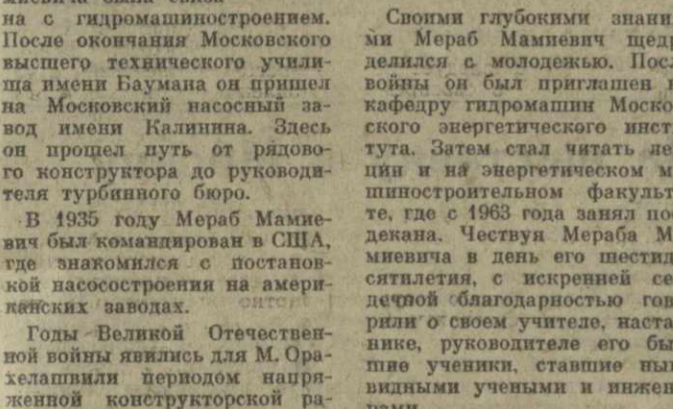 на с гидромашиностроением.
После окончания Московского
высшего технического учили-
ща имени Баумана он пришел
на Московский насосный за-
вод имени Калинина. Здесь
он прошел путь от рядово-
го конструктора до руководи-
теля турбинного бюро.
В 1935 году Мераб Мамие-
вич был командирован в США,
где знакомился с постанов-
кой насосостроения на амери-
канских заводах.
Годы Великой Отечествен-
ной войны явились для М. Ора-
хелашвили периодом напря-
женной конструкторской ра-
Своими глубокими знани
ми Мераб Мамиевич щедр
делился с молодежью. Посл
войны он был приглашен
кафедру гидромашин Моско
ского энергетического инст
тута. Затем стал читать ле
ции и на энергетическом м
шиностроительном факульт
те, где с 1963 года занял по
декана. Чествуя Мераба М
миевича в день его шестид
сятилетия, с искренней се
дечной благодарностью гов
рили о своем учителе, наста
нике, руководителе его бы
шие ученики, ставшие ны
видными учеными и инжен